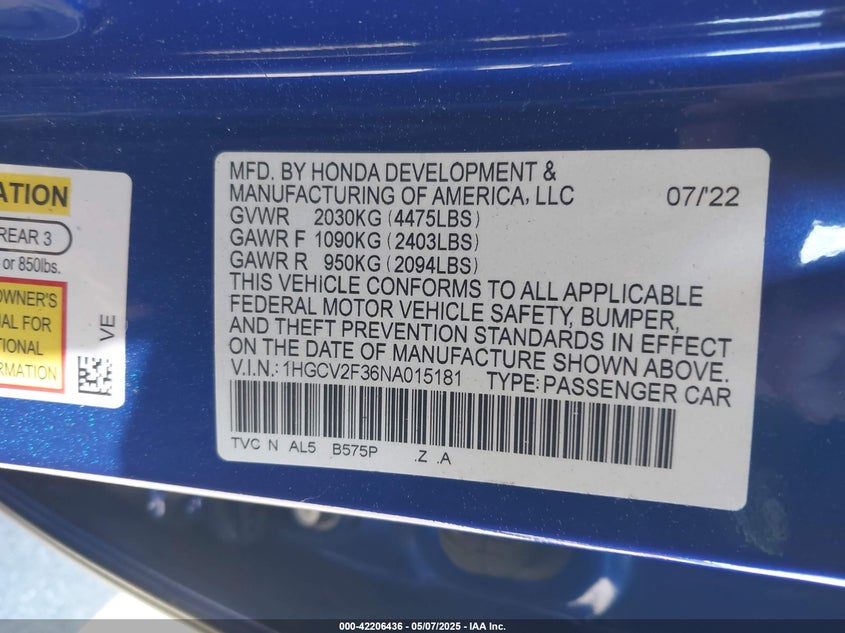 ATION
REAR 3
or 850lbs.
OWNER'S
UAL FOR
TIONAL
RMATION
VE
MFD. BY HONDA DEVELOPMENT &
MANUFACTURING OF AMERICA, LLC 07/'22
GVWR 2030KG (4475LBS)
GAWR F 1090KG (2403LBS)
GAWR R 950KG (2094LBS)
THIS VEHICLE CONFORMS TO ALL APPLICABLE
FEDERAL MOTOR VEHICLE SAFETY, BUMPER,
AND THEFT PREVENTION STANDARDS IN EFFECT
ON THE DATE OF MANUFACTURE SHOWN ABOVE.
V.I.N.: 1HGCV2F36NA015181 TYPE: PASSENGER CAR
TVC N AL5 B575P .Z .A
000-42206436 - 05/07/2025 - IAA Inc.